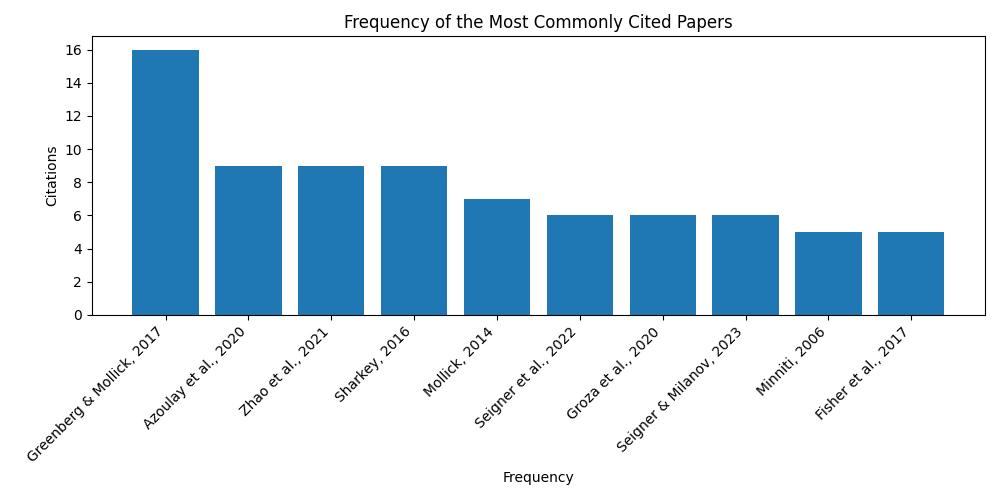 Frequency of the Most Commonly Cited Papers
Citations
16
14
12
10
8
6
4
2
0
Greenberg & Mollick, 2017
Azoulay et al., 2020
Zhao et al., 2021
Sharkey, 2016
Mollick, 2014
Seigner et al., 2022
Groza et al., 2020
Seigner & Milanov, 2023
Minniti, 2006
Fisher et al., 2017
Frequency